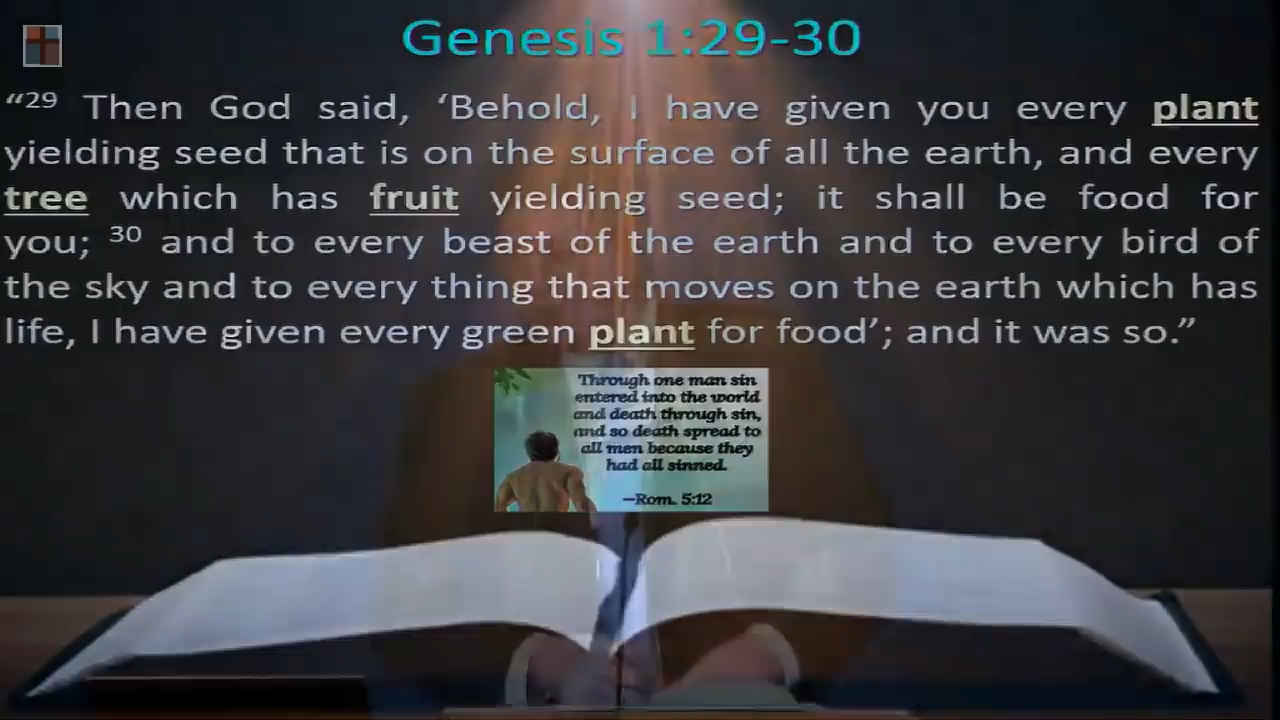 Genesis 1:29-30
“29 Then God said, ‘Behold, I have given you every plant
yielding seed that is on the surface of all the earth, and every
tree which has fruit yielding seed; it shall be food for
you; 30 and to every beast of the earth and to every bird of
the sky and to every thing that moves on the earth which has
life, I have given every green plant for food’; and it was so.”
Through one man sin
entered into the world
and death through sin,
and so death spread to
all men because they
had all sinned.
—Rom. 5:12